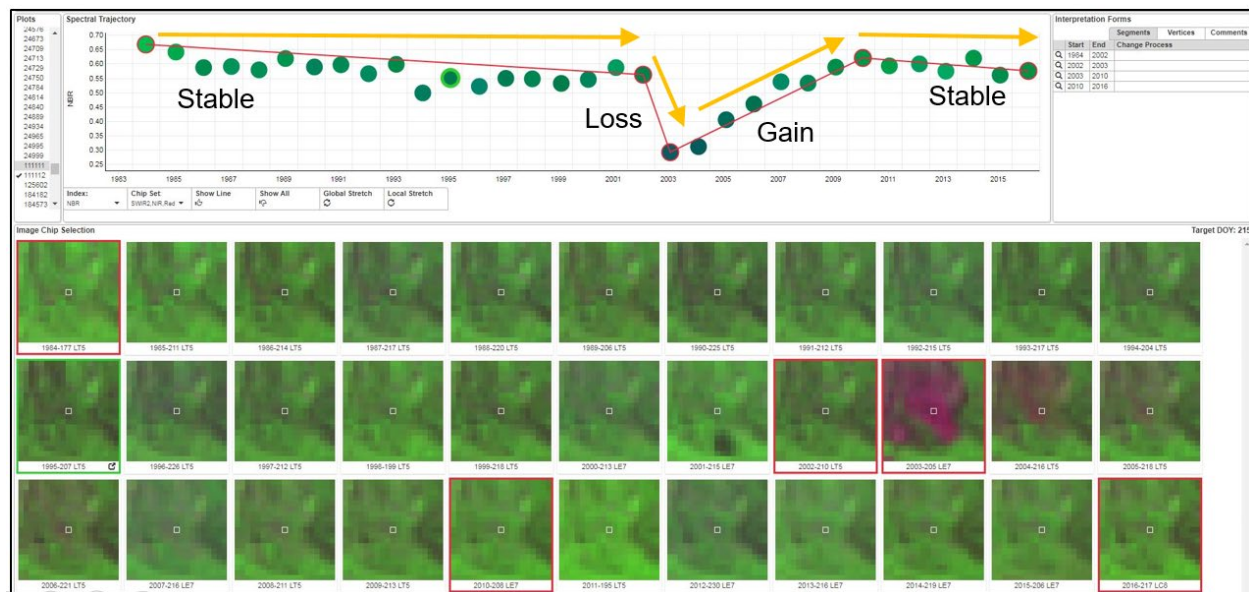 Plots
24576
24673
24709
24713
24729
24750
24784
24814
24840
24889
24934
24965
24995
24999
111111
111112
125602
184182
184573
Spectral Trajectory
NBR
0.70
0.65
0.60
0.55
0.50
0.45
0.40
0.35
0.30
0.25
Stable
Loss
Gain
Stable
1983 1985 1987 1989 1991 1993 1995 1997 1999 2001 2003 2005 2007 2009 2011 2013 2015
Index: Chip Set Show Line Show All Global Stretch Local Stretch
NBR SWIR2,NIR,Red
Interpretation Forms
Segments Vertices Comments
Start End Change Process
1984 2002
2002 2003
2003 2010
2010 2016
Image Chip Selection Target DOY: 215
1984-177 LT5 1985-211 LT5 1986-214 LT5 1987-217 LT5 1988-220 LT5 1989-206 LT5 1990-225 LT5 1991-212 LT5 1992-215 LT5 1993-217 LT5 1994-204 LT5
1995-207 LT5 1996-226 LT5 1997-212 LT5 1998-199 LT5 1999-218 LT5 2000-213 LE7 2001-215 LE7 2002-210 LT5 2003-205 LE7 2004-216 LT5 2005-218 LT5
2006-221 LT5 2007-216 LE7 2008-211 LT5 2009-213 LT5 2010-208 LE7 2011-195 LT5 2012-230 LE7 2013-216 LE7 2014-219 LE7 2015-206 LE7 2016-217 LC8